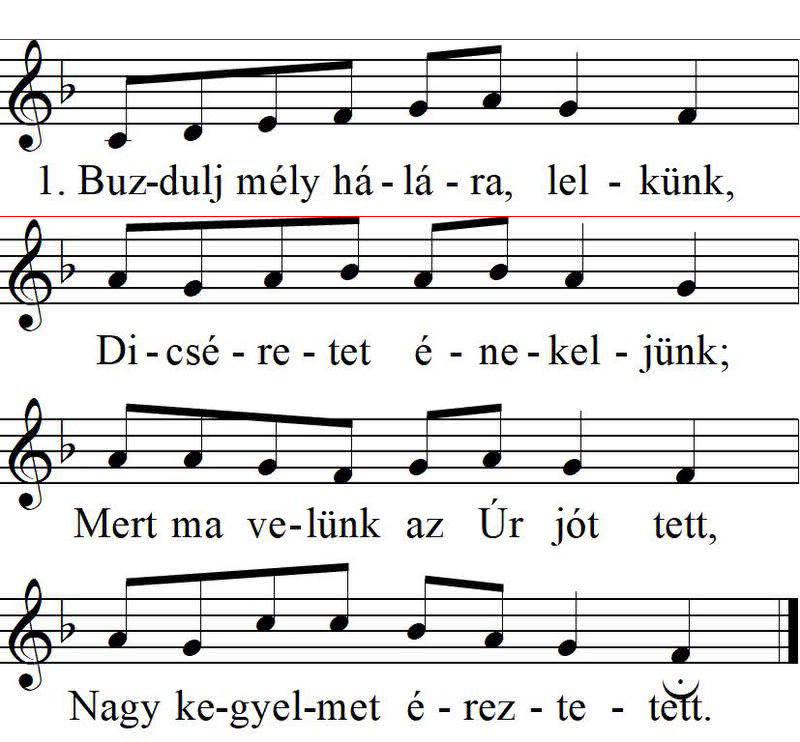 1. Buz-dulj mély há - lá - ra, lel - künk,
Di - csé - re - tet é - ne - kel - jünk;
Mert ma ve - lünk az Úr jót tett,
Nagy ke - gyel - met é - rez - te - tett.